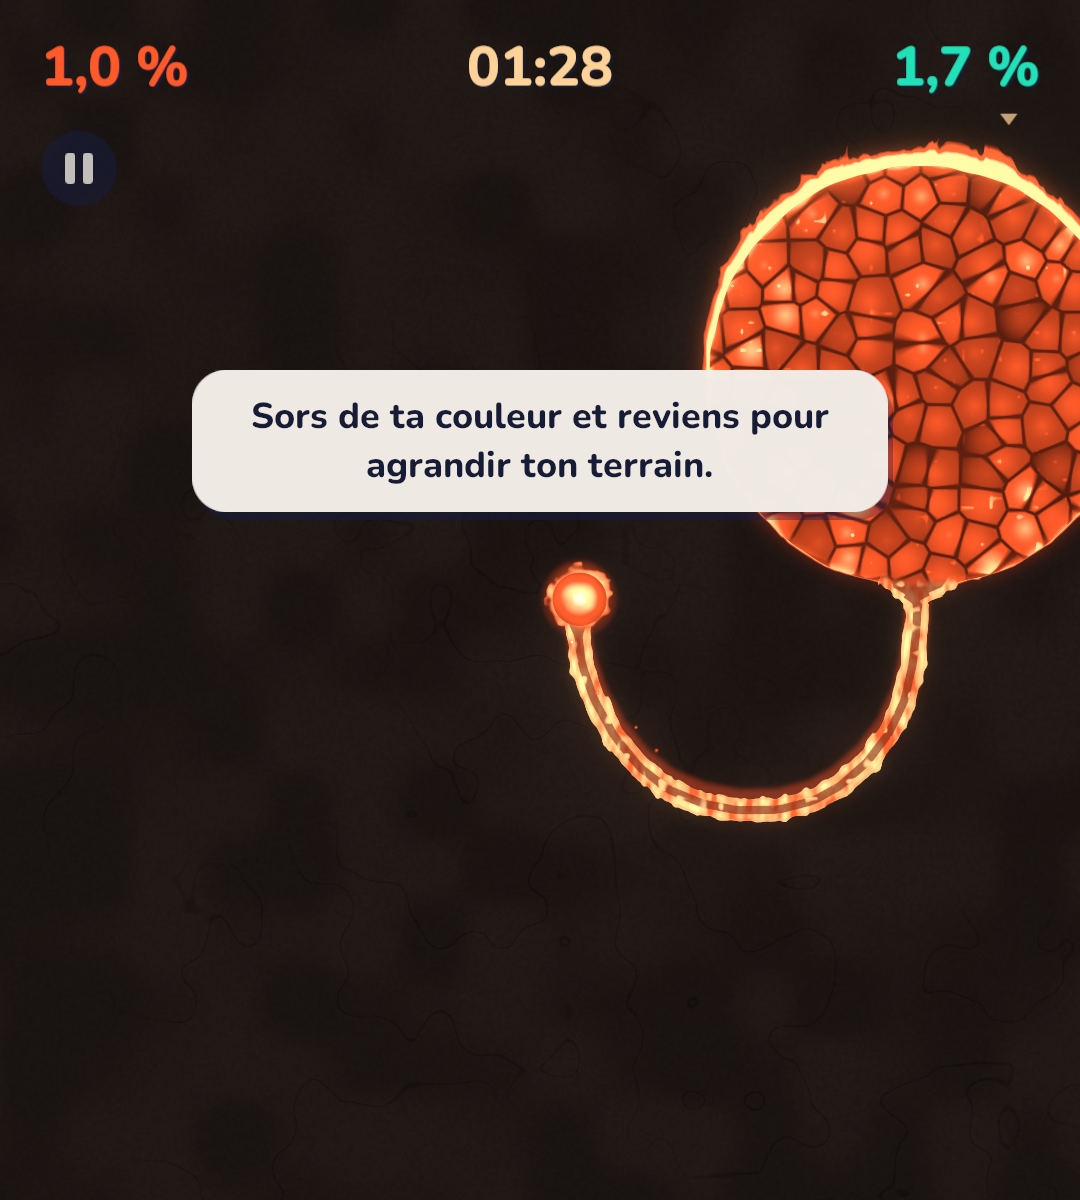 1,0 %
01:28
1,7 %
Sors de ta couleur et reviens pour
agrandir ton terrain.